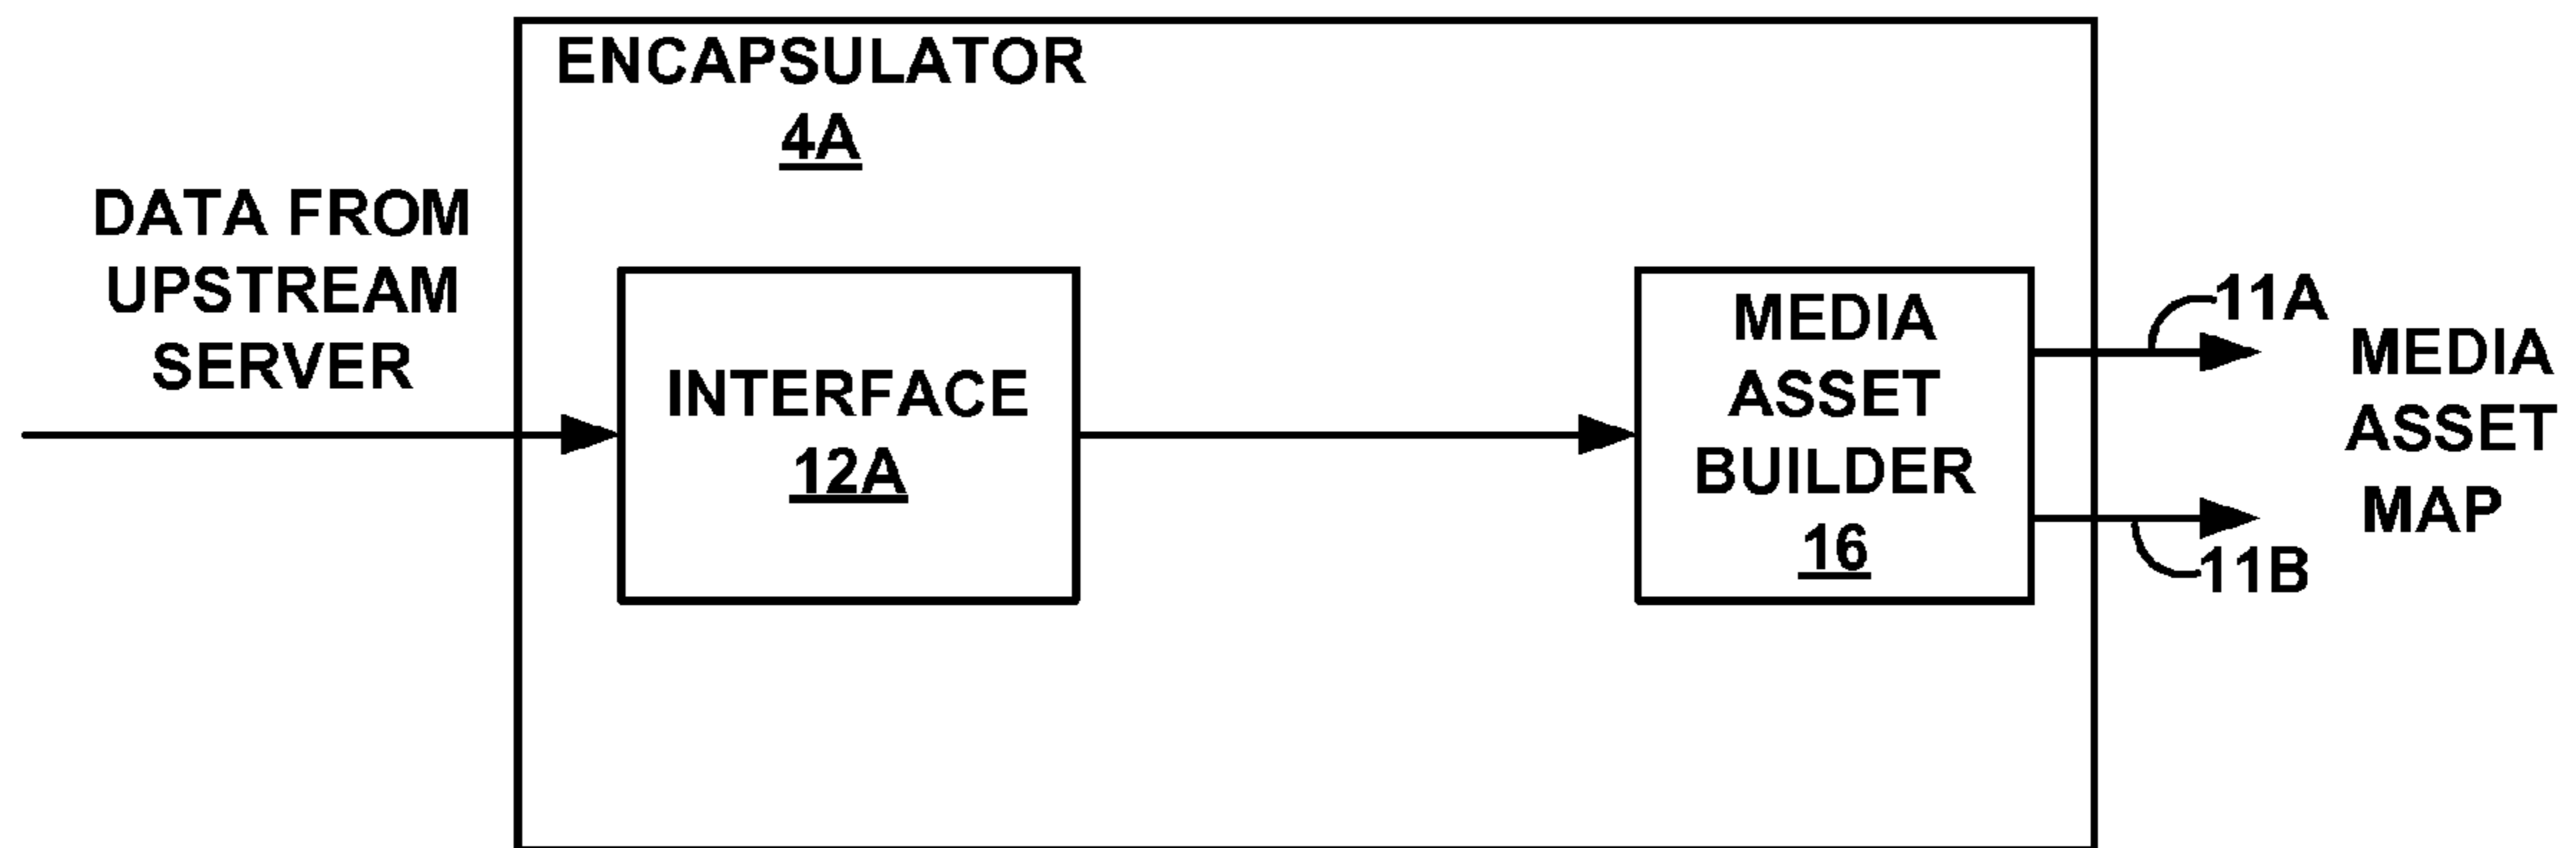 ENCAPSULATOR
4A
DATA FROM
UPSTREAM
SERVER
INTERFACE
12A
MEDIA
ASSET
BUILDER
16
11A
11B
MEDIA
ASSET
MAP